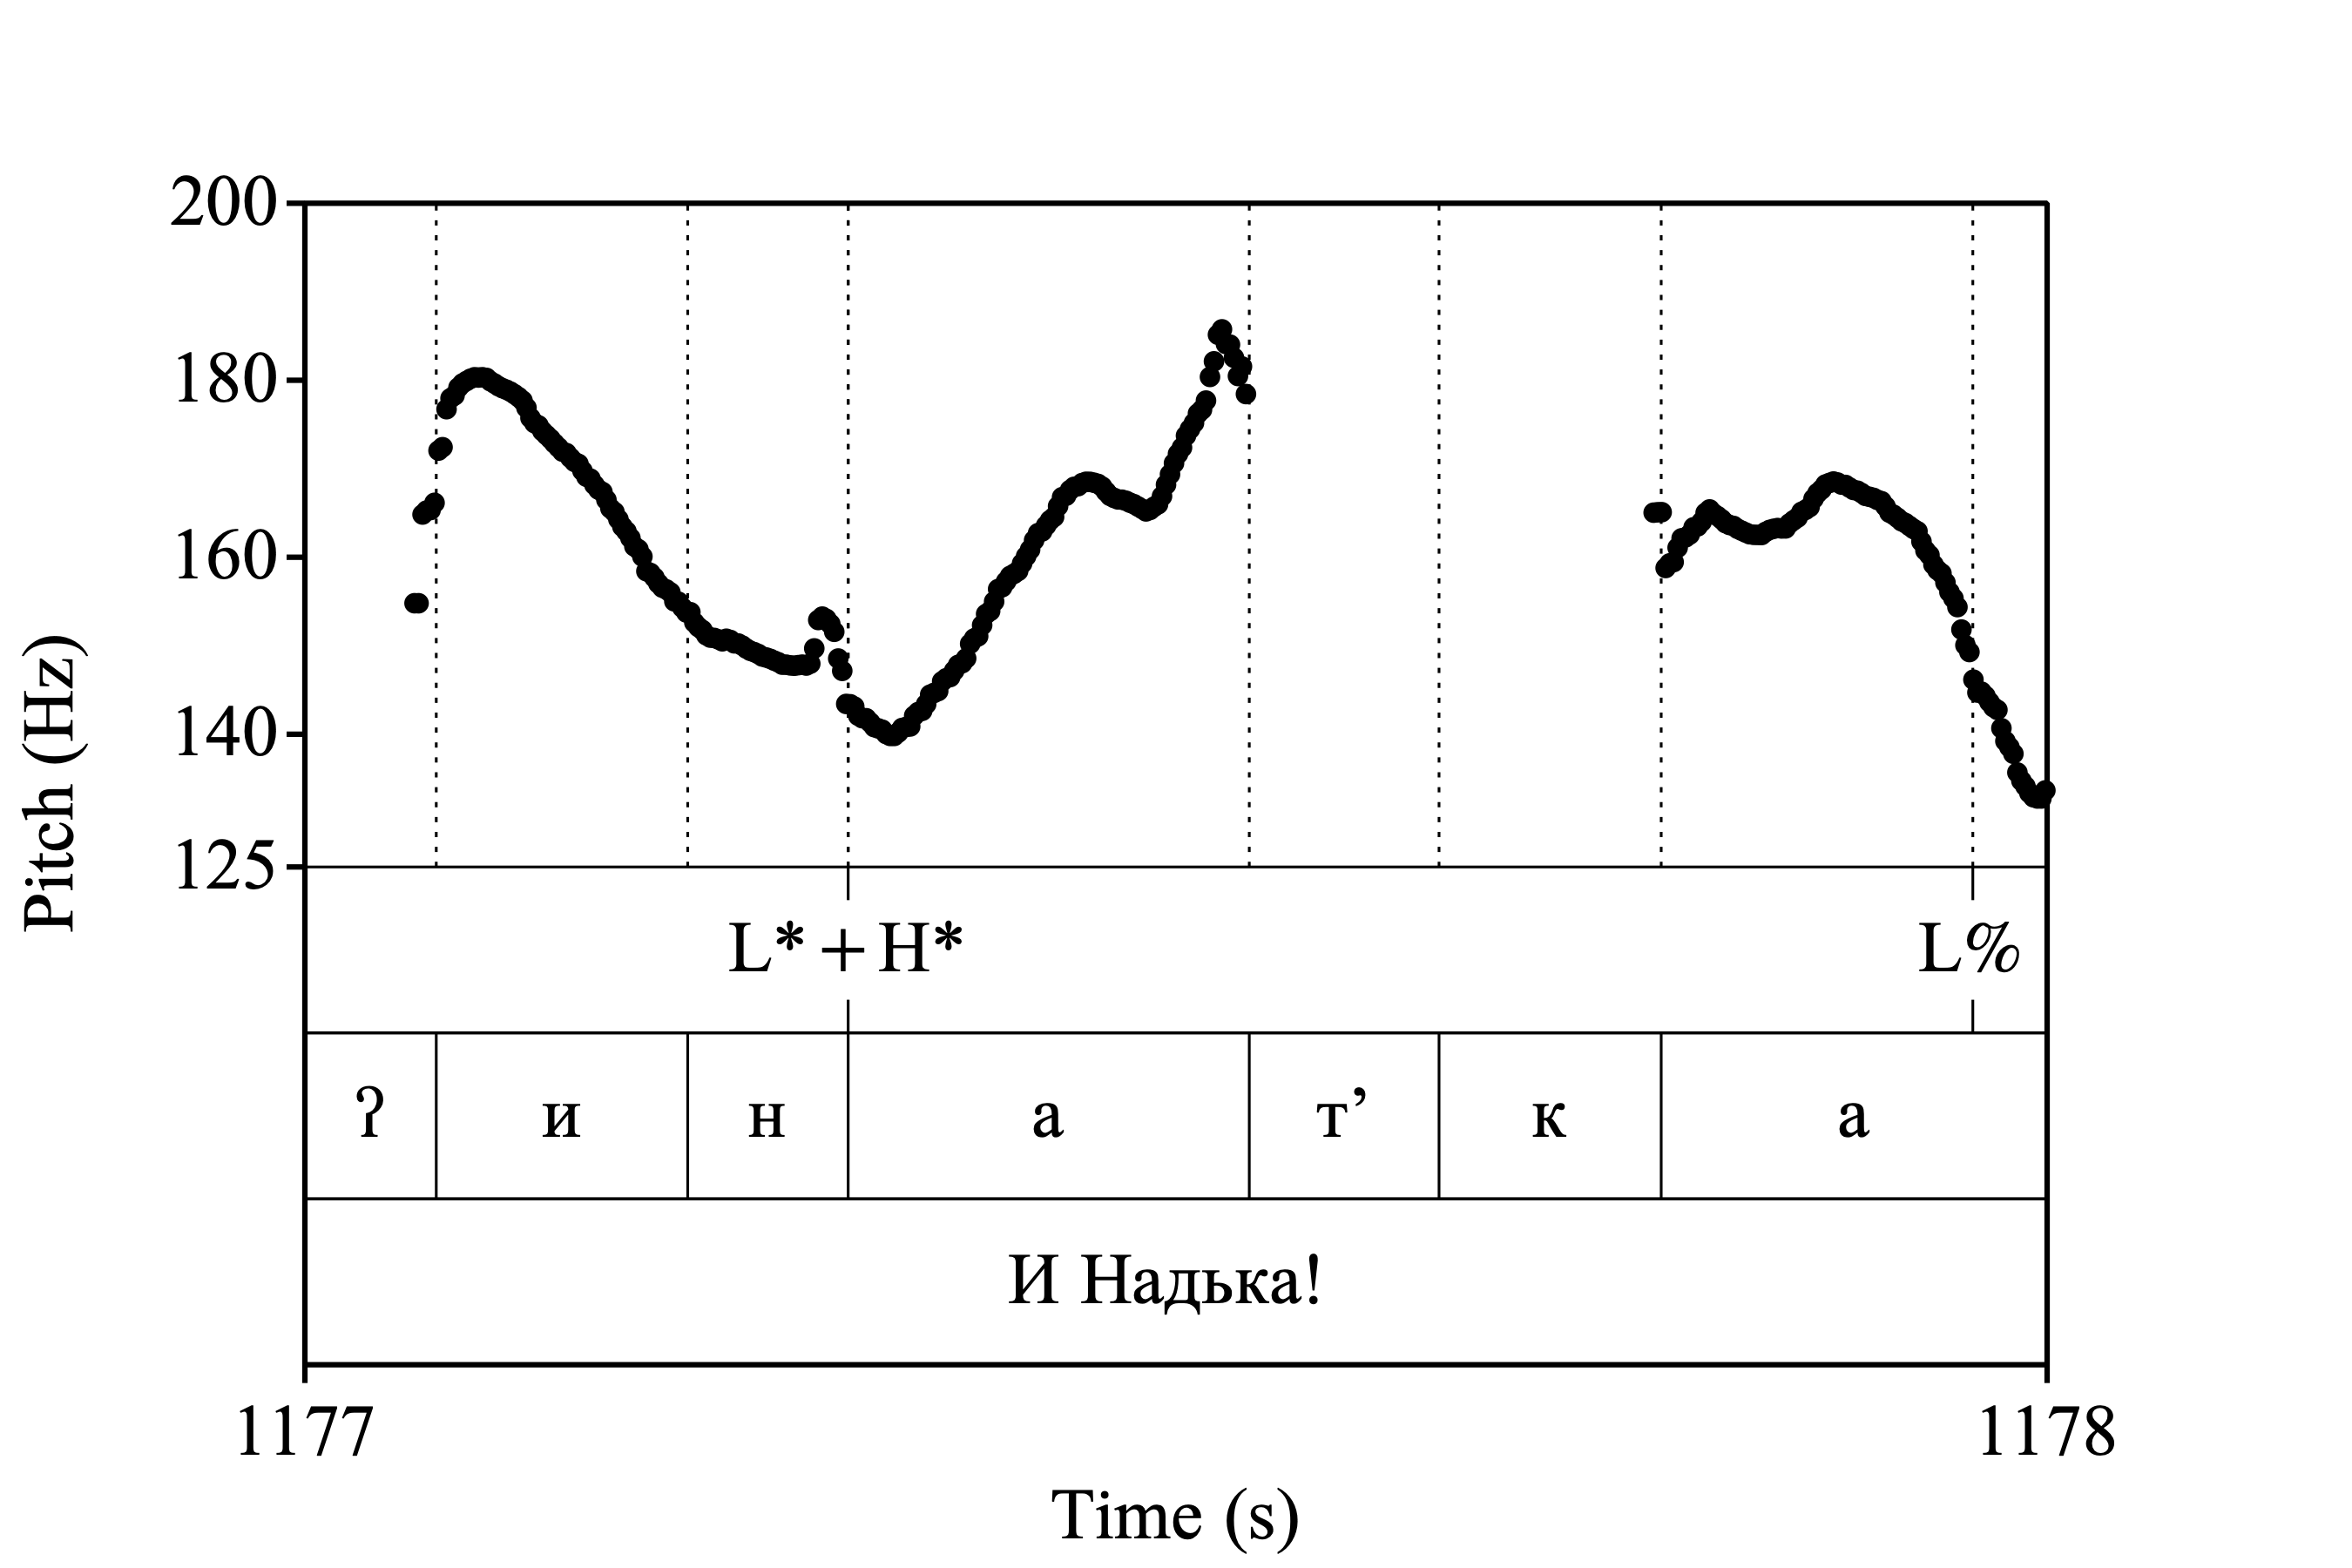 200
180
160
140
125
Pitch (Hz)
L*+H* L%
ʔ и н а т’ к а
И Надька!
1177 1178
Time (s)